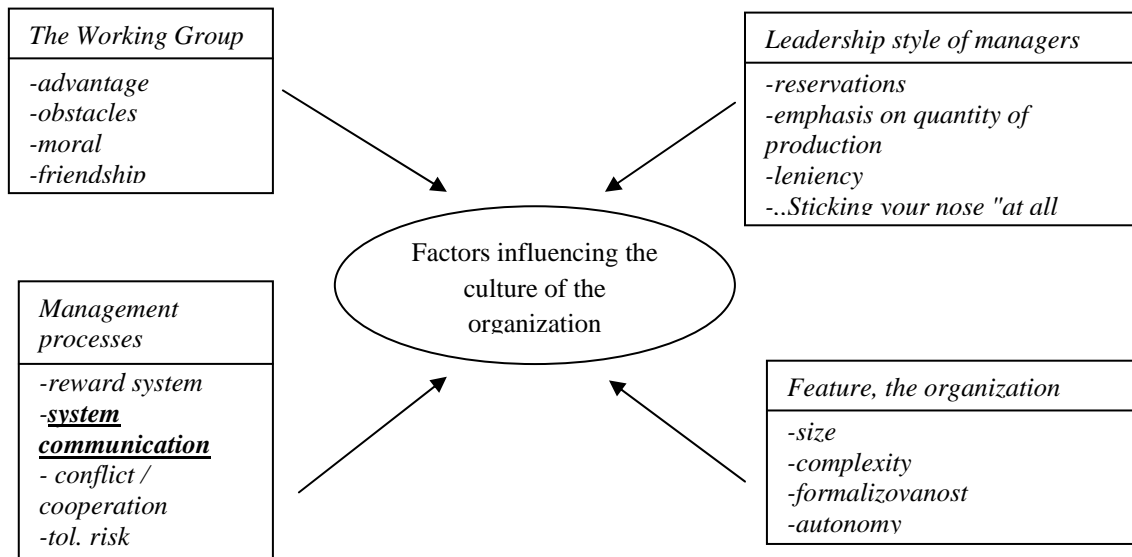 The Working Group
-advantage
-obstacles
-moral
-friendship
Leadership style of managers
-reservations
-emphasis on quantity of
production
-leniency
-..Sticking your nose "at all
Factors influencing the
culture of the
organization
Management
processes
-reward system
-system
communication
- conflict /
cooperation
-tol. risk
Feature, the organization
-size
-complexity
-formalizovanost
-autonomy